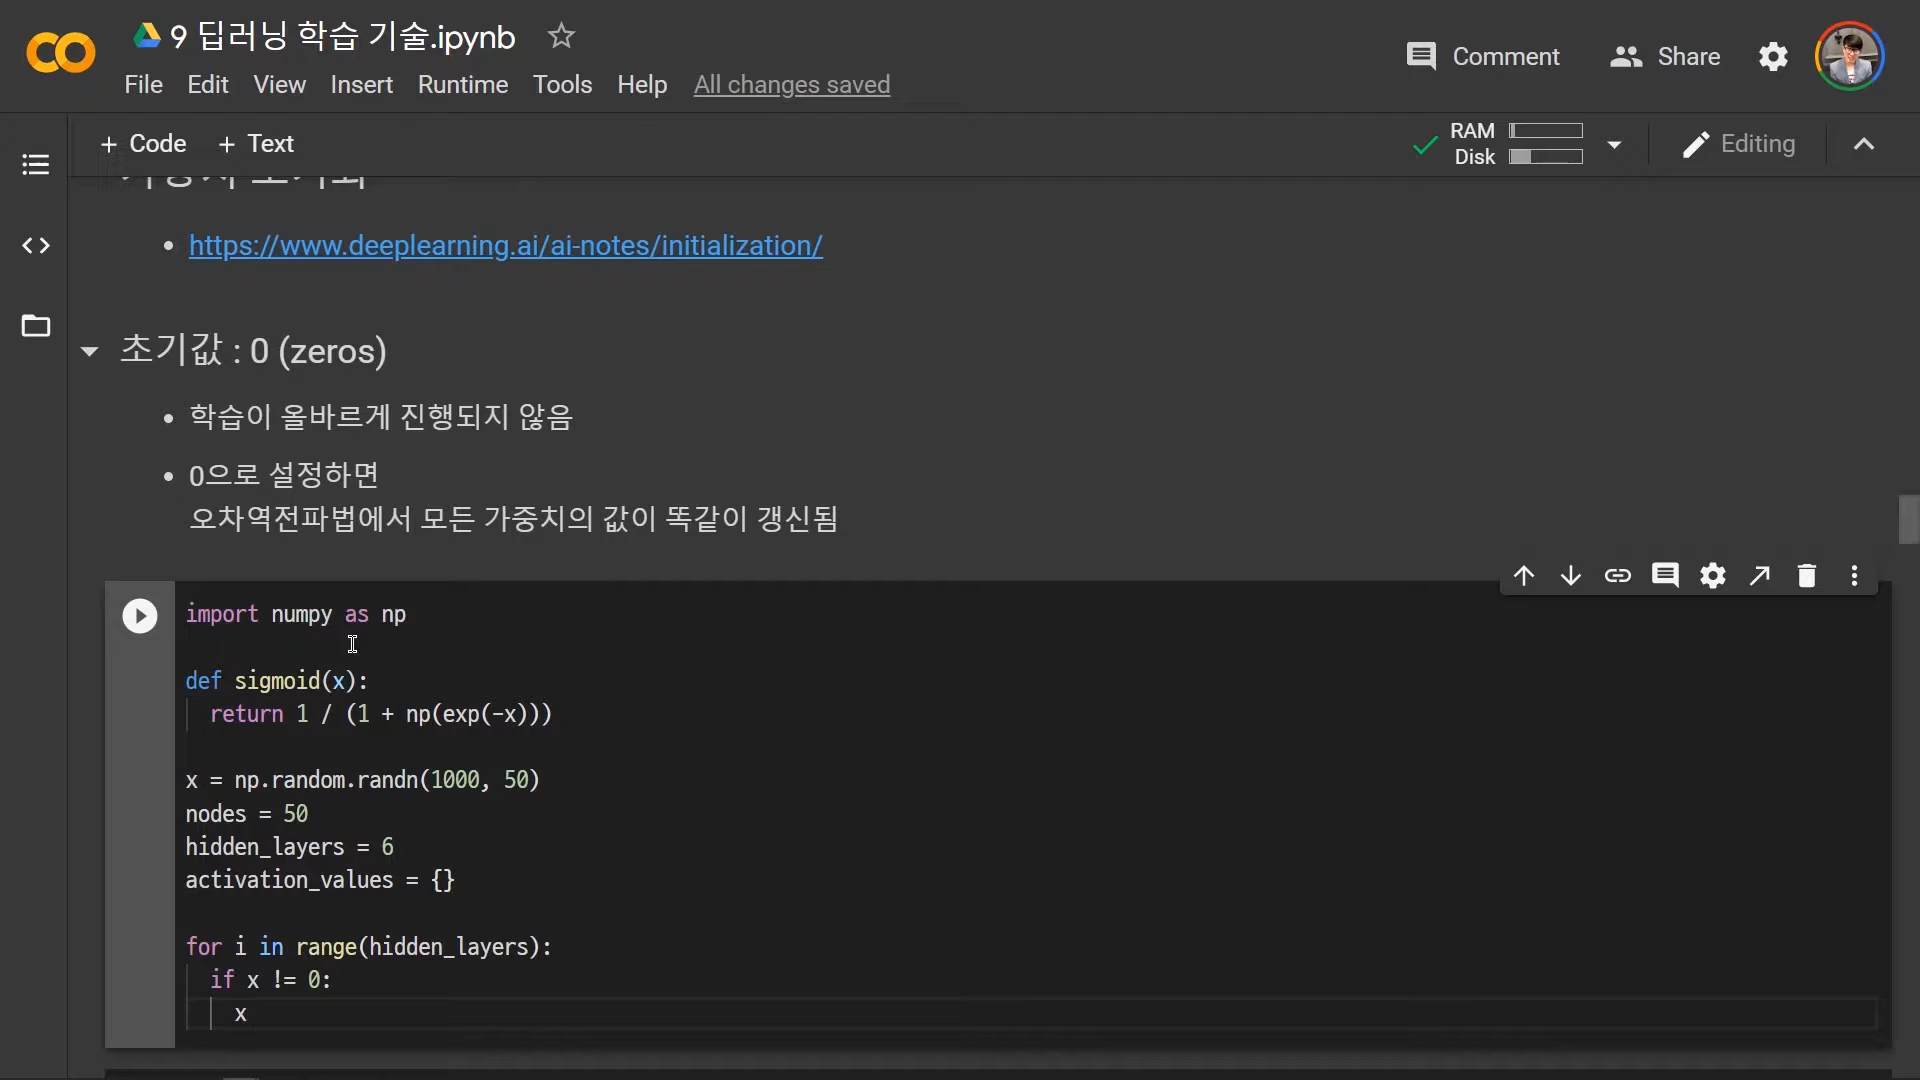 9 딥러닝 학습 기술.ipynb
File Edit View Insert Runtime Tools Help All changes saved
Comment Share
+ Code + Text
RAM
Disk
Editing
https://www.deeplearning.ai/ai-notes/initialization/
초기값 : 0 (zeros)
학습이 올바르게 진행되지 않음
0으로 설정하면
오차역전파법에서 모든 가중치의 값이 똑같이 갱신됨
import numpy as np
def sigmoid(x):
return 1 / (1 + np(exp(-x)))
x = np.random.randn(1000, 50)
nodes = 50
hidden_layers = 6
activation_values = {}
for i in range(hidden_layers):
if x != 0:
x